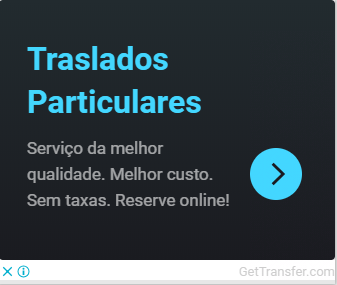 Traslados
Particulares
Serviço da melhor
qualidade. Melhor custo.
Sem taxas. Reserve online!
GetTransfer.com